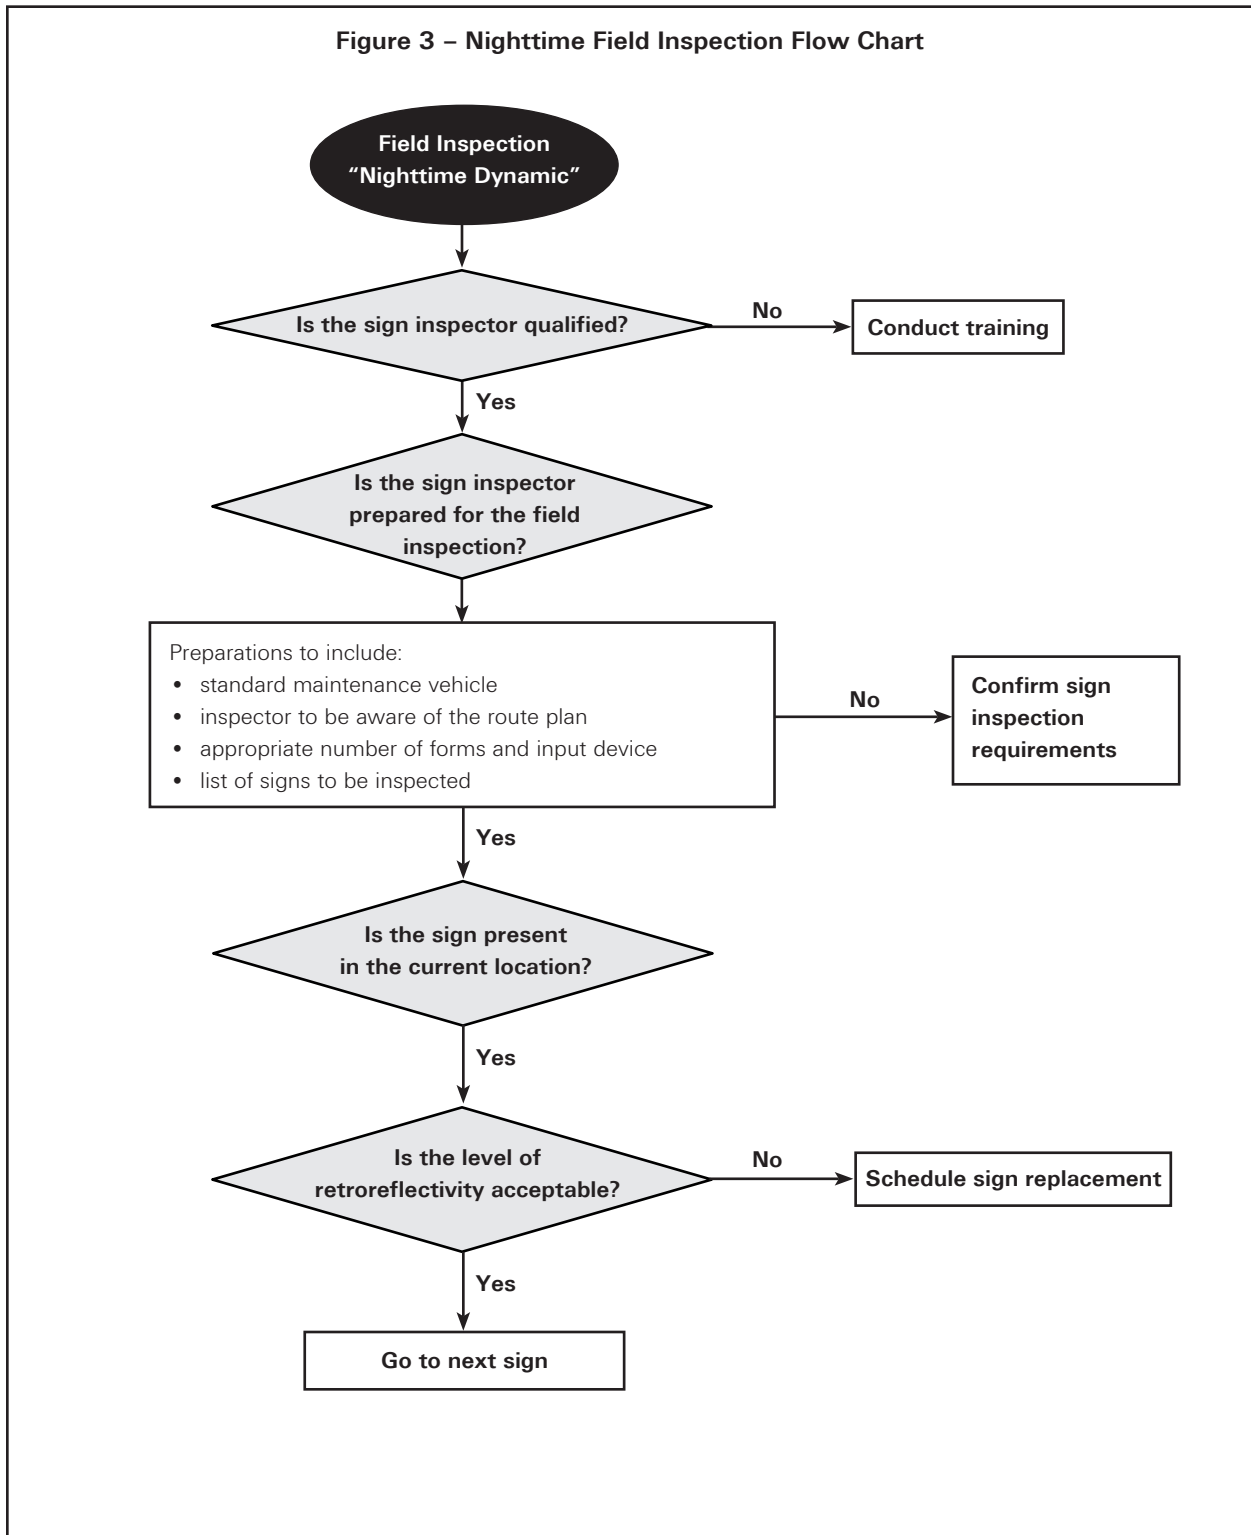 Figure 3 – Nighttime Field Inspection Flow Chart
Field Inspection
“Nighttime Dynamic”
Is the sign inspector qualified?
No
Conduct training
Yes
Is the sign inspector
prepared for the field
inspection?
Preparations to include:
• standard maintenance vehicle
• inspector to be aware of the route plan
• appropriate number of forms and input device
• list of signs to be inspected
No
Confirm sign
inspection
requirements
Yes
Is the sign present
in the current location?
Yes
Is the level of
retroreflectivity acceptable?
No
Schedule sign replacement
Yes
Go to next sign